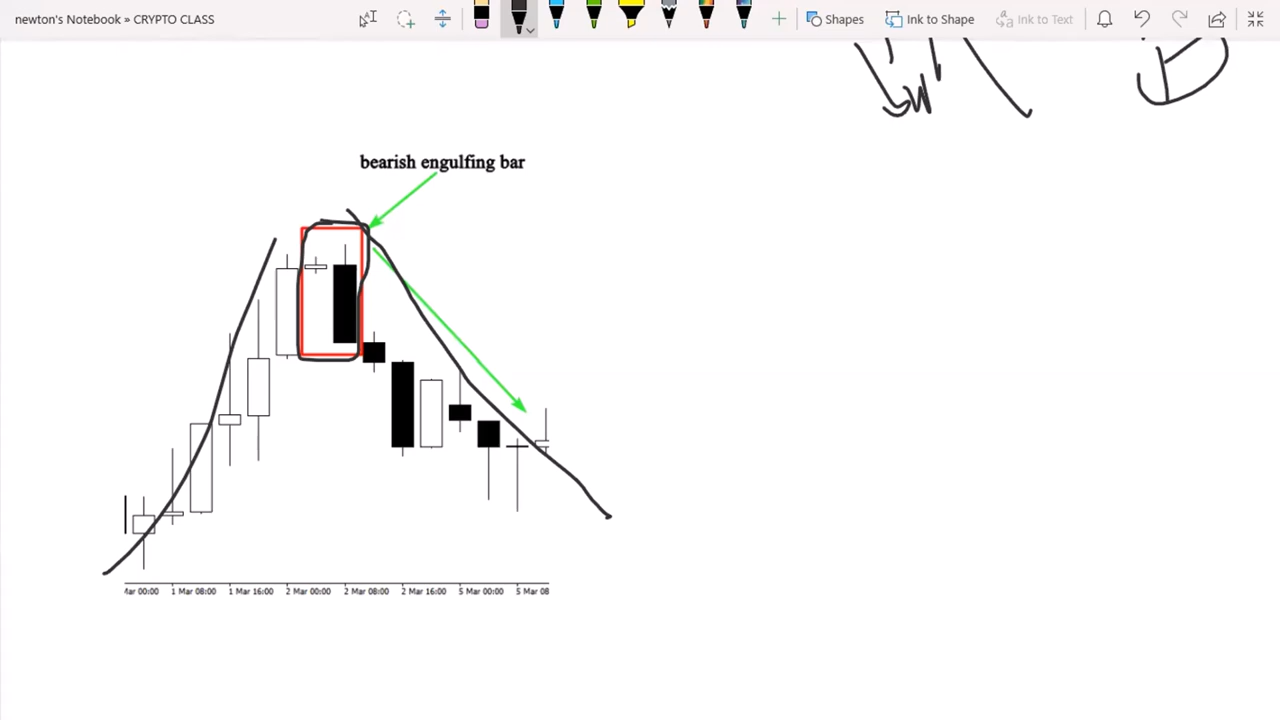 newton's Notebook » CRYPTO CLASS
Shapes
Ink to Shape
Ink to Text
bearish engulfing bar
Mar 00:00 1 Mar 08:00 1 Mar 16:00 2 Mar 00:00 2 Mar 08:00 2 Mar 16:00 5 Mar 00:00 5 Mar 08